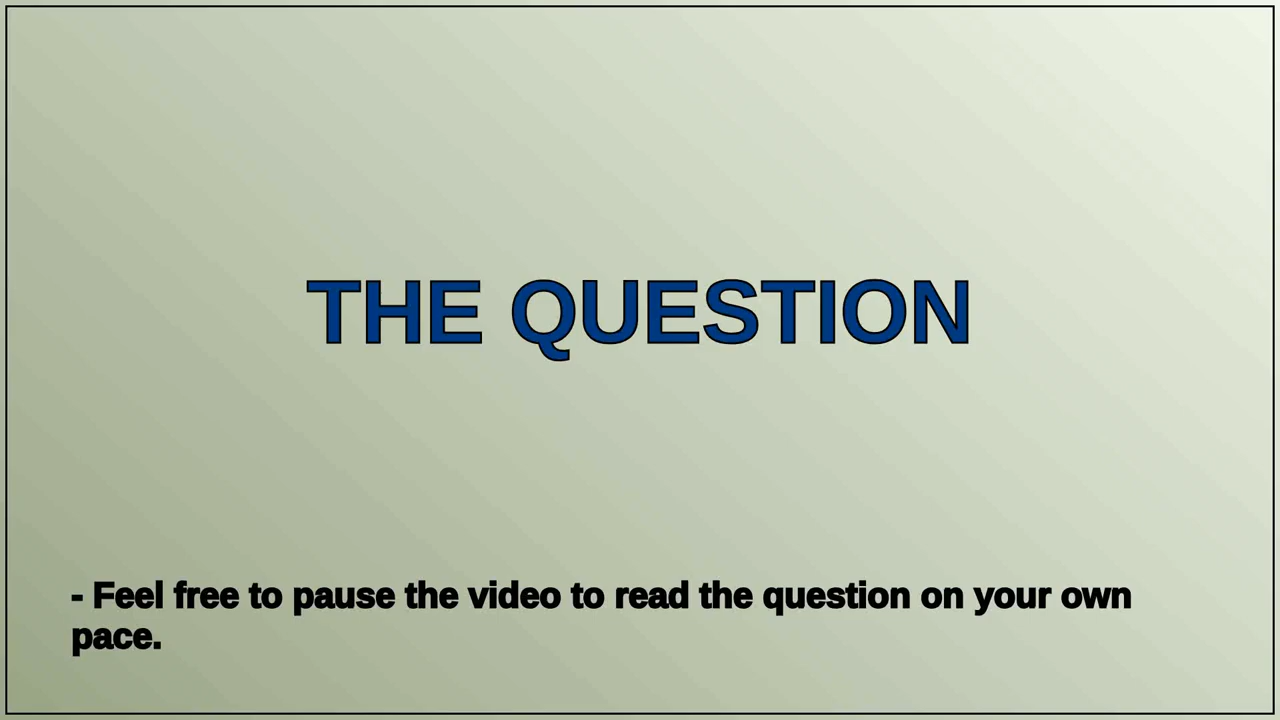 THE QUESTION
- Feel free to pause the video to read the question on your own
pace.